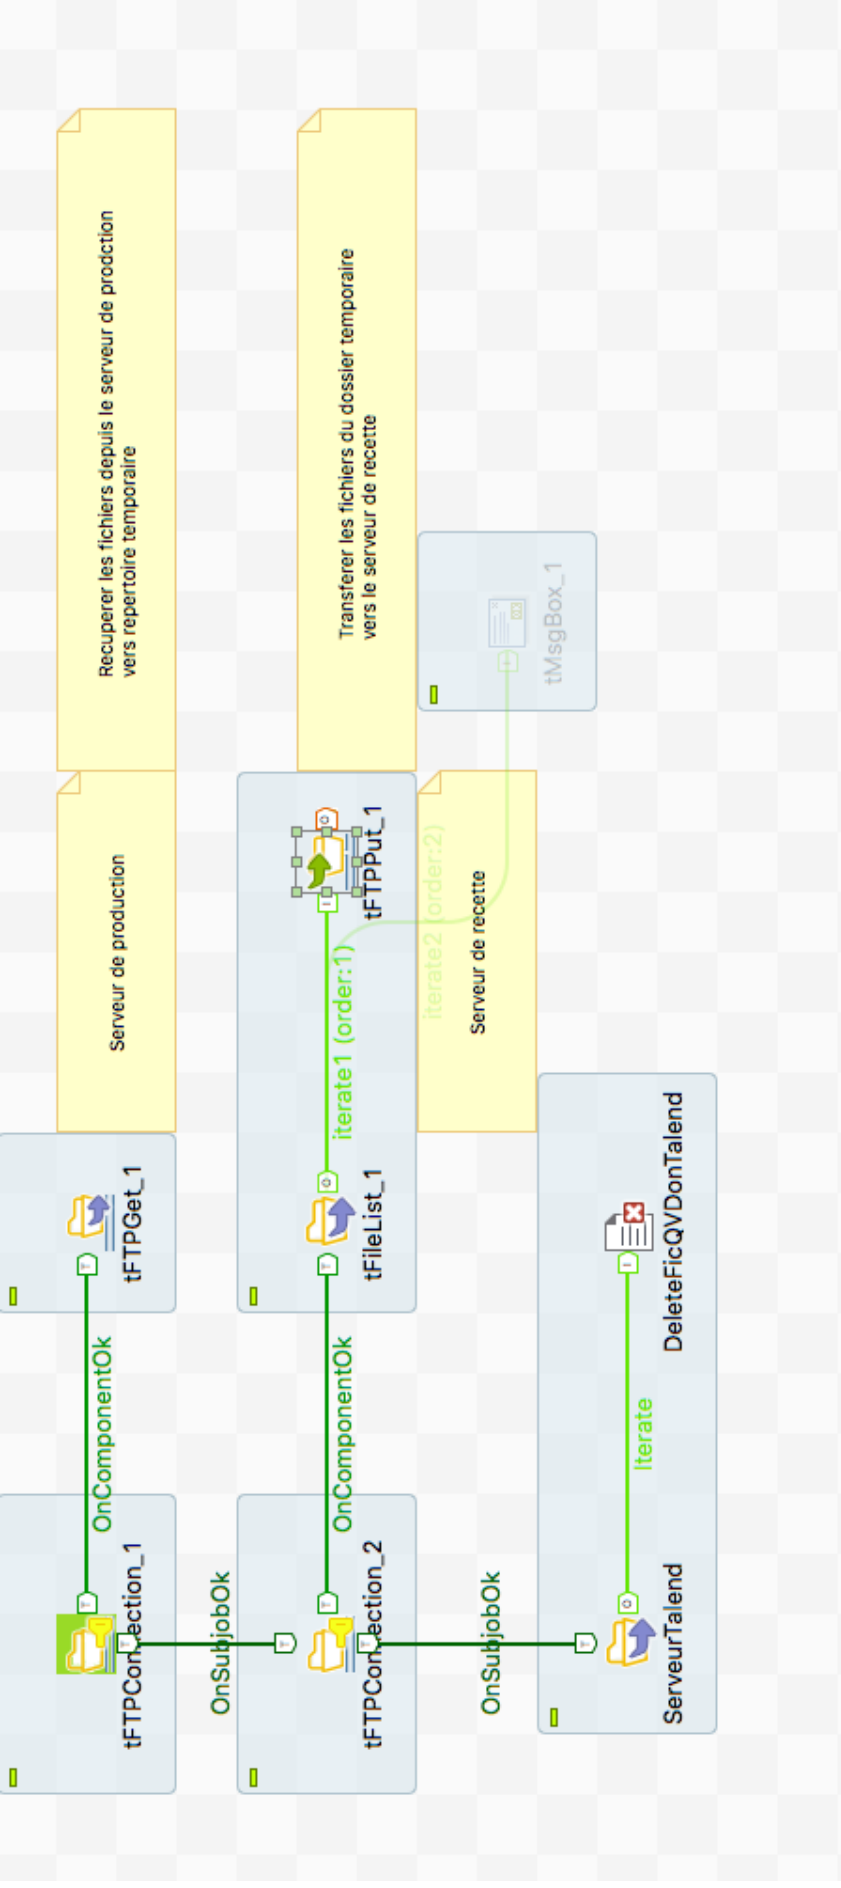 Recuperer les fichiers depuis le serveur de prodction
vers repertoire temporaire
Serveur de production
tFTPGet_1
OnComponentOk
tFTPConnection_1
OnSubjobOk
Transferer les fichiers du dossier temporaire
vers le serveur de recette
tFTPPut_1
iterate1 (order:1)
tFileList_1
OnComponentOk
tFTPConnection_2
OnSubjobOk
tMsgBox_1
iterate2 (order:2)
Serveur de recette
DeleteFicQVDonTalend
Iterate
ServeurTalend